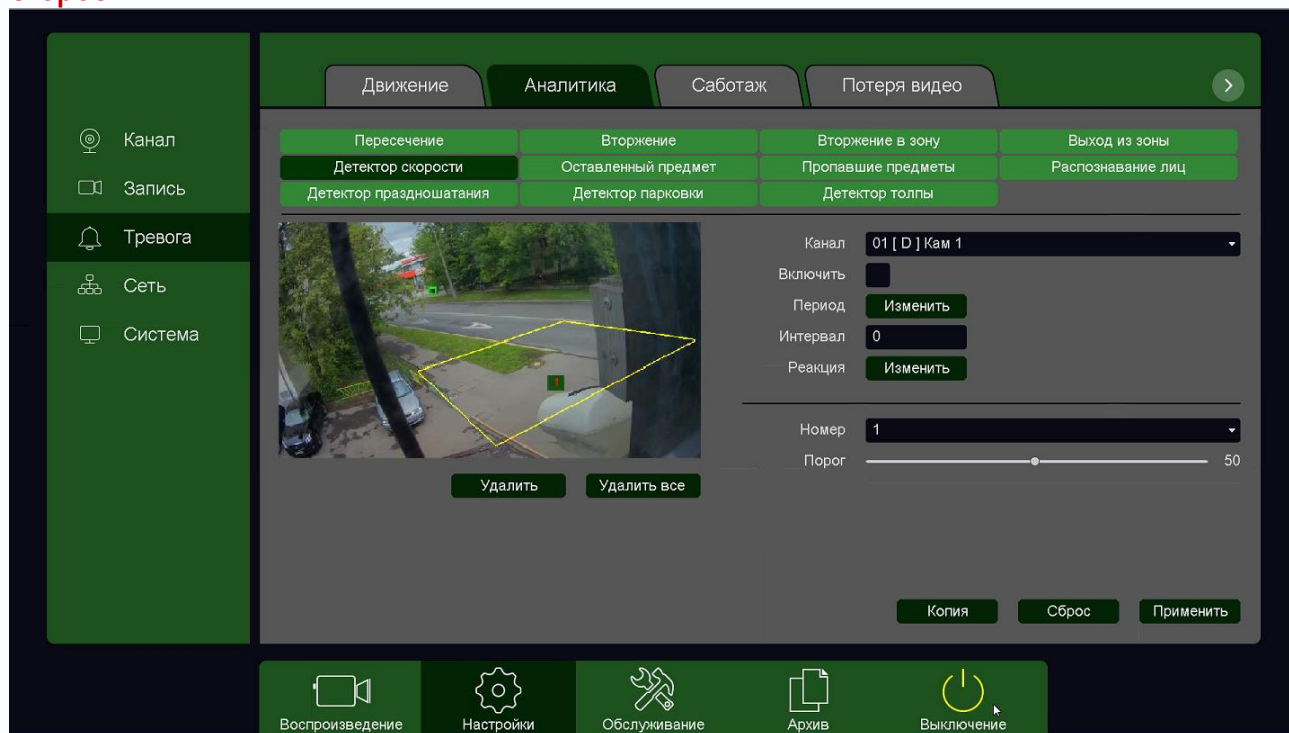 Движение Аналитика Саботаж Потеря видео
Канал
Запись
Тревога
Сеть
Система
Пересечение Вторжение Вторжение в зону Выход из зоны
Детектор скорости Оставленный предмет Пропавшие предметы Распознавание лиц
Детектор праздношатания Детектор парковки Детектор толпы
1
Удалить Удалить все
Канал 01 [ D ] Кам 1
Включить
Период Изменить
Интервал 0
Реакция Изменить
Номер 1
Порог 50
Копия Сброс Применить
Воспроизведение Настройки Обслуживание Архив Выключение